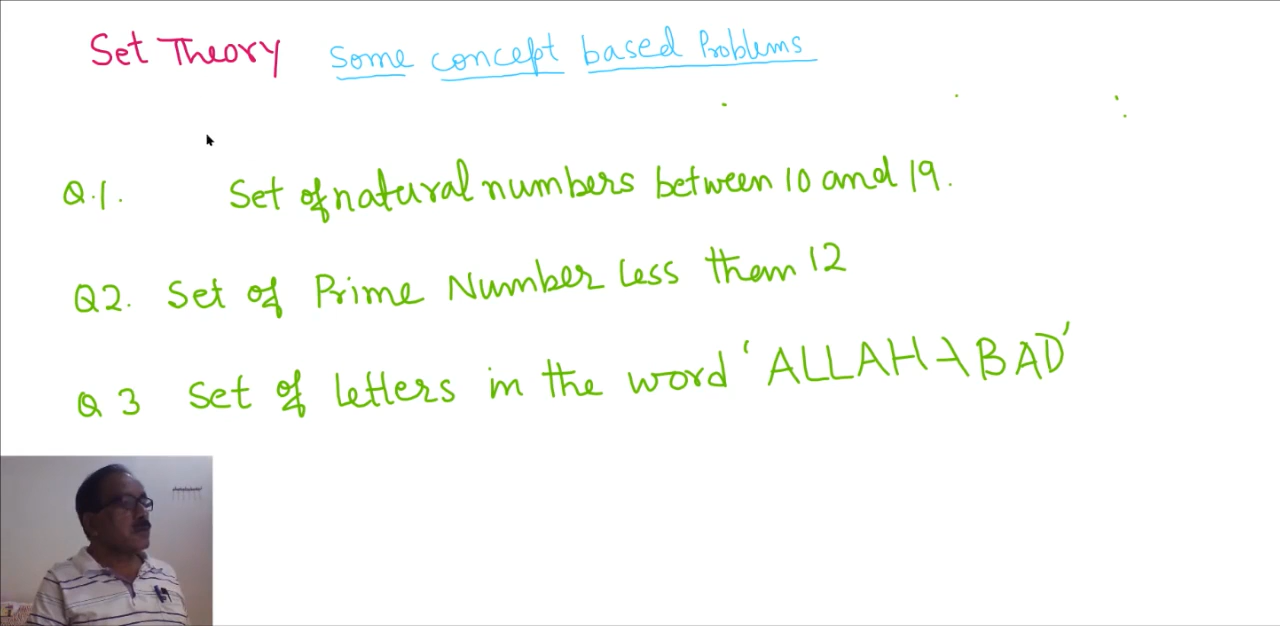 Set Theory Some concept based Problems
Q.1. Set of natural numbers between 10 and 19.
Q2. Set of Prime Number Less them 12
Q 3 Set of letters in the word 'ALLAHABAD'